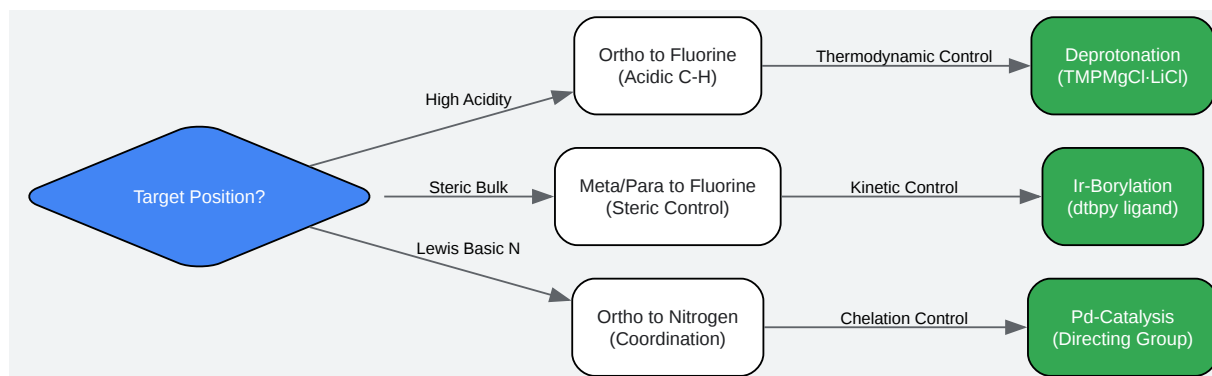 Target Position?
High Acidity
Ortho to Fluorine
(Acidic C-H)
Thermodynamic Control
Deprotonation
(TMPMgCl·LiCl)
Steric Bulk
Meta/Para to Fluorine
(Steric Control)
Kinetic Control
Ir-Borylation
(dtbpy ligand)
Lewis Basic N
Ortho to Nitrogen
(Coordination)
Chelation Control
Pd-Catalysis
(Directing Group)